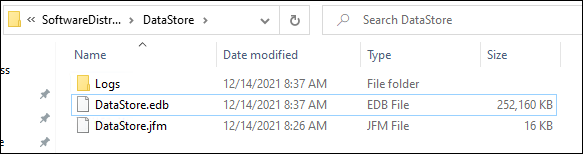 « SoftwareDistr... > DataStore >
Search DataStore
Name Date modified Type Size
Logs 12/14/2021 8:37 AM File folder
DataStore.edb 12/14/2021 8:37 AM EDB File 252,160 KB
DataStore.jfm 12/14/2021 8:26 AM JFM File 16 KB
ss
ts
e